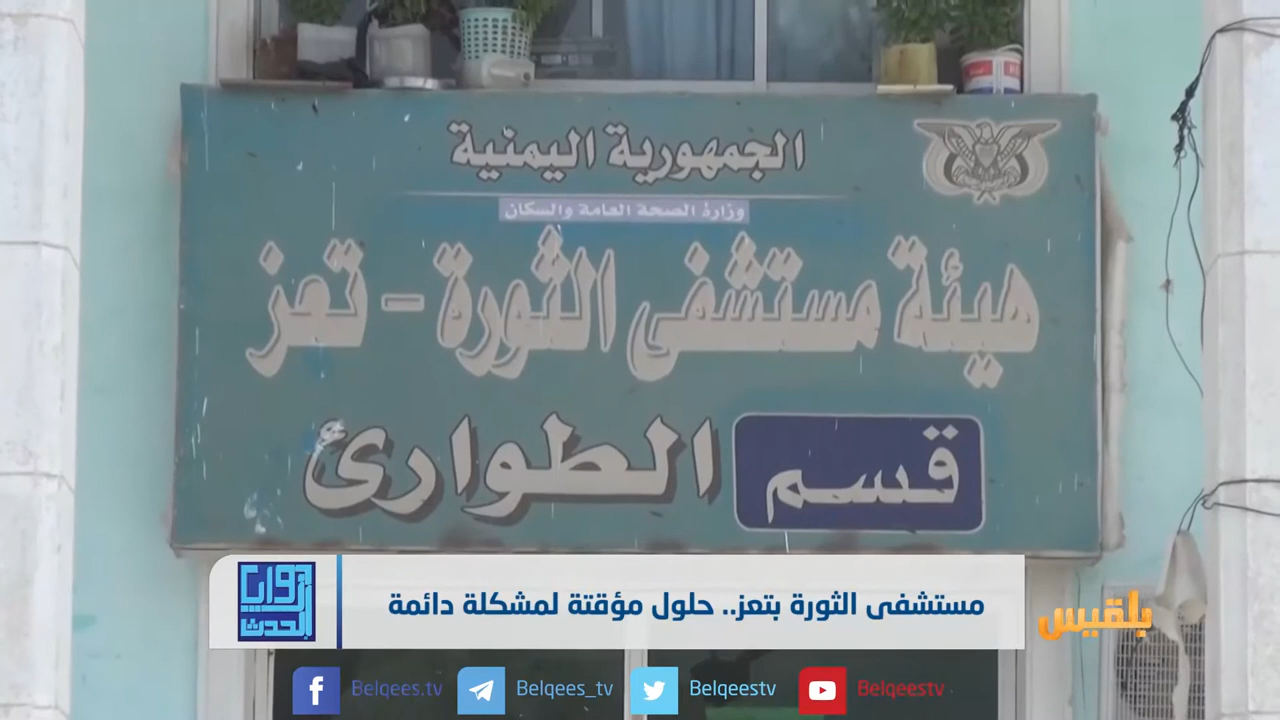 الجمهورية اليمنية
وزارة الصحة العامة والسكان
هيئة مستشفى الثورة - تعز
قسم الطوارئ
مستشفى الثورة بتعز.. حلول مؤقتة لمشكلة دائمة
أبواب الحدث
بلقيس
Belqees.tv Belqees_tv Belqeestv Belqeestv